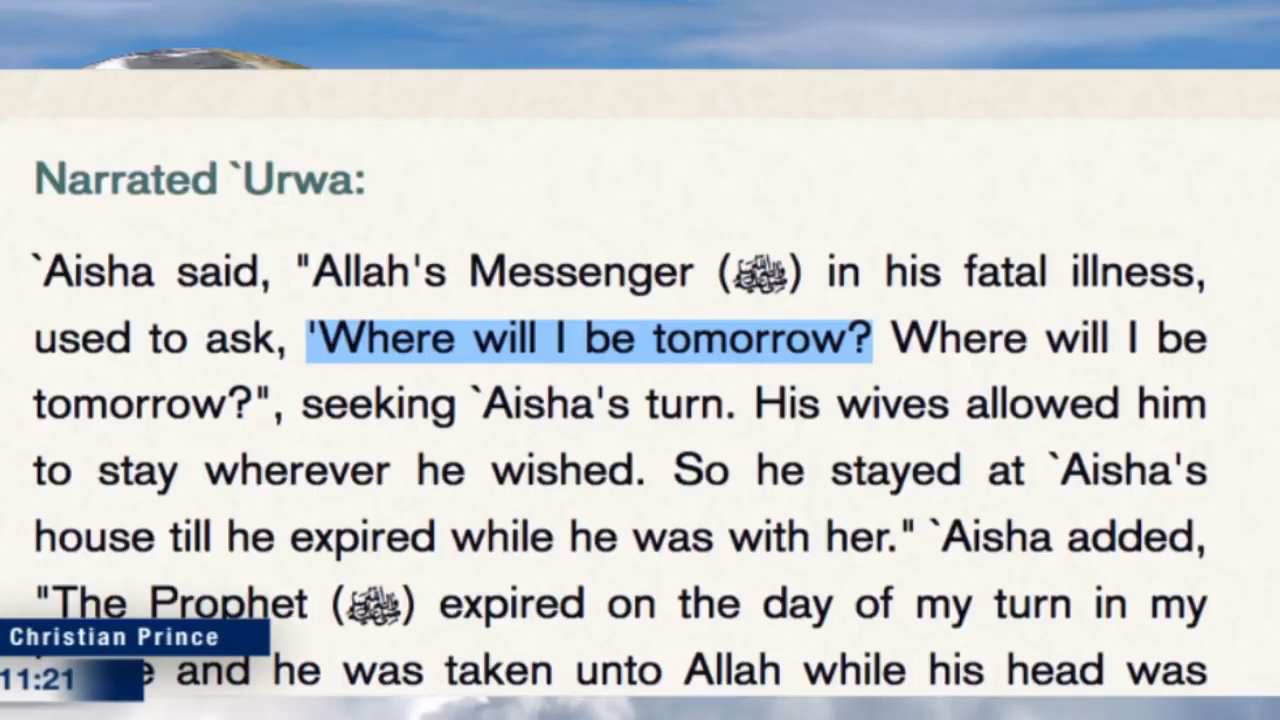 Narrated `Urwa:
`Aisha said, "Allah's Messenger (ﷺ) in his fatal illness,
used to ask, 'Where will I be tomorrow? Where will I be
tomorrow?", seeking `Aisha's turn. His wives allowed him
to stay wherever he wished. So he stayed at `Aisha's
house till he expired while he was with her." `Aisha added,
"The Prophet (ﷺ) expired on the day of my turn in my
and he was taken unto Allah while his head was
Christian Prince
11:21